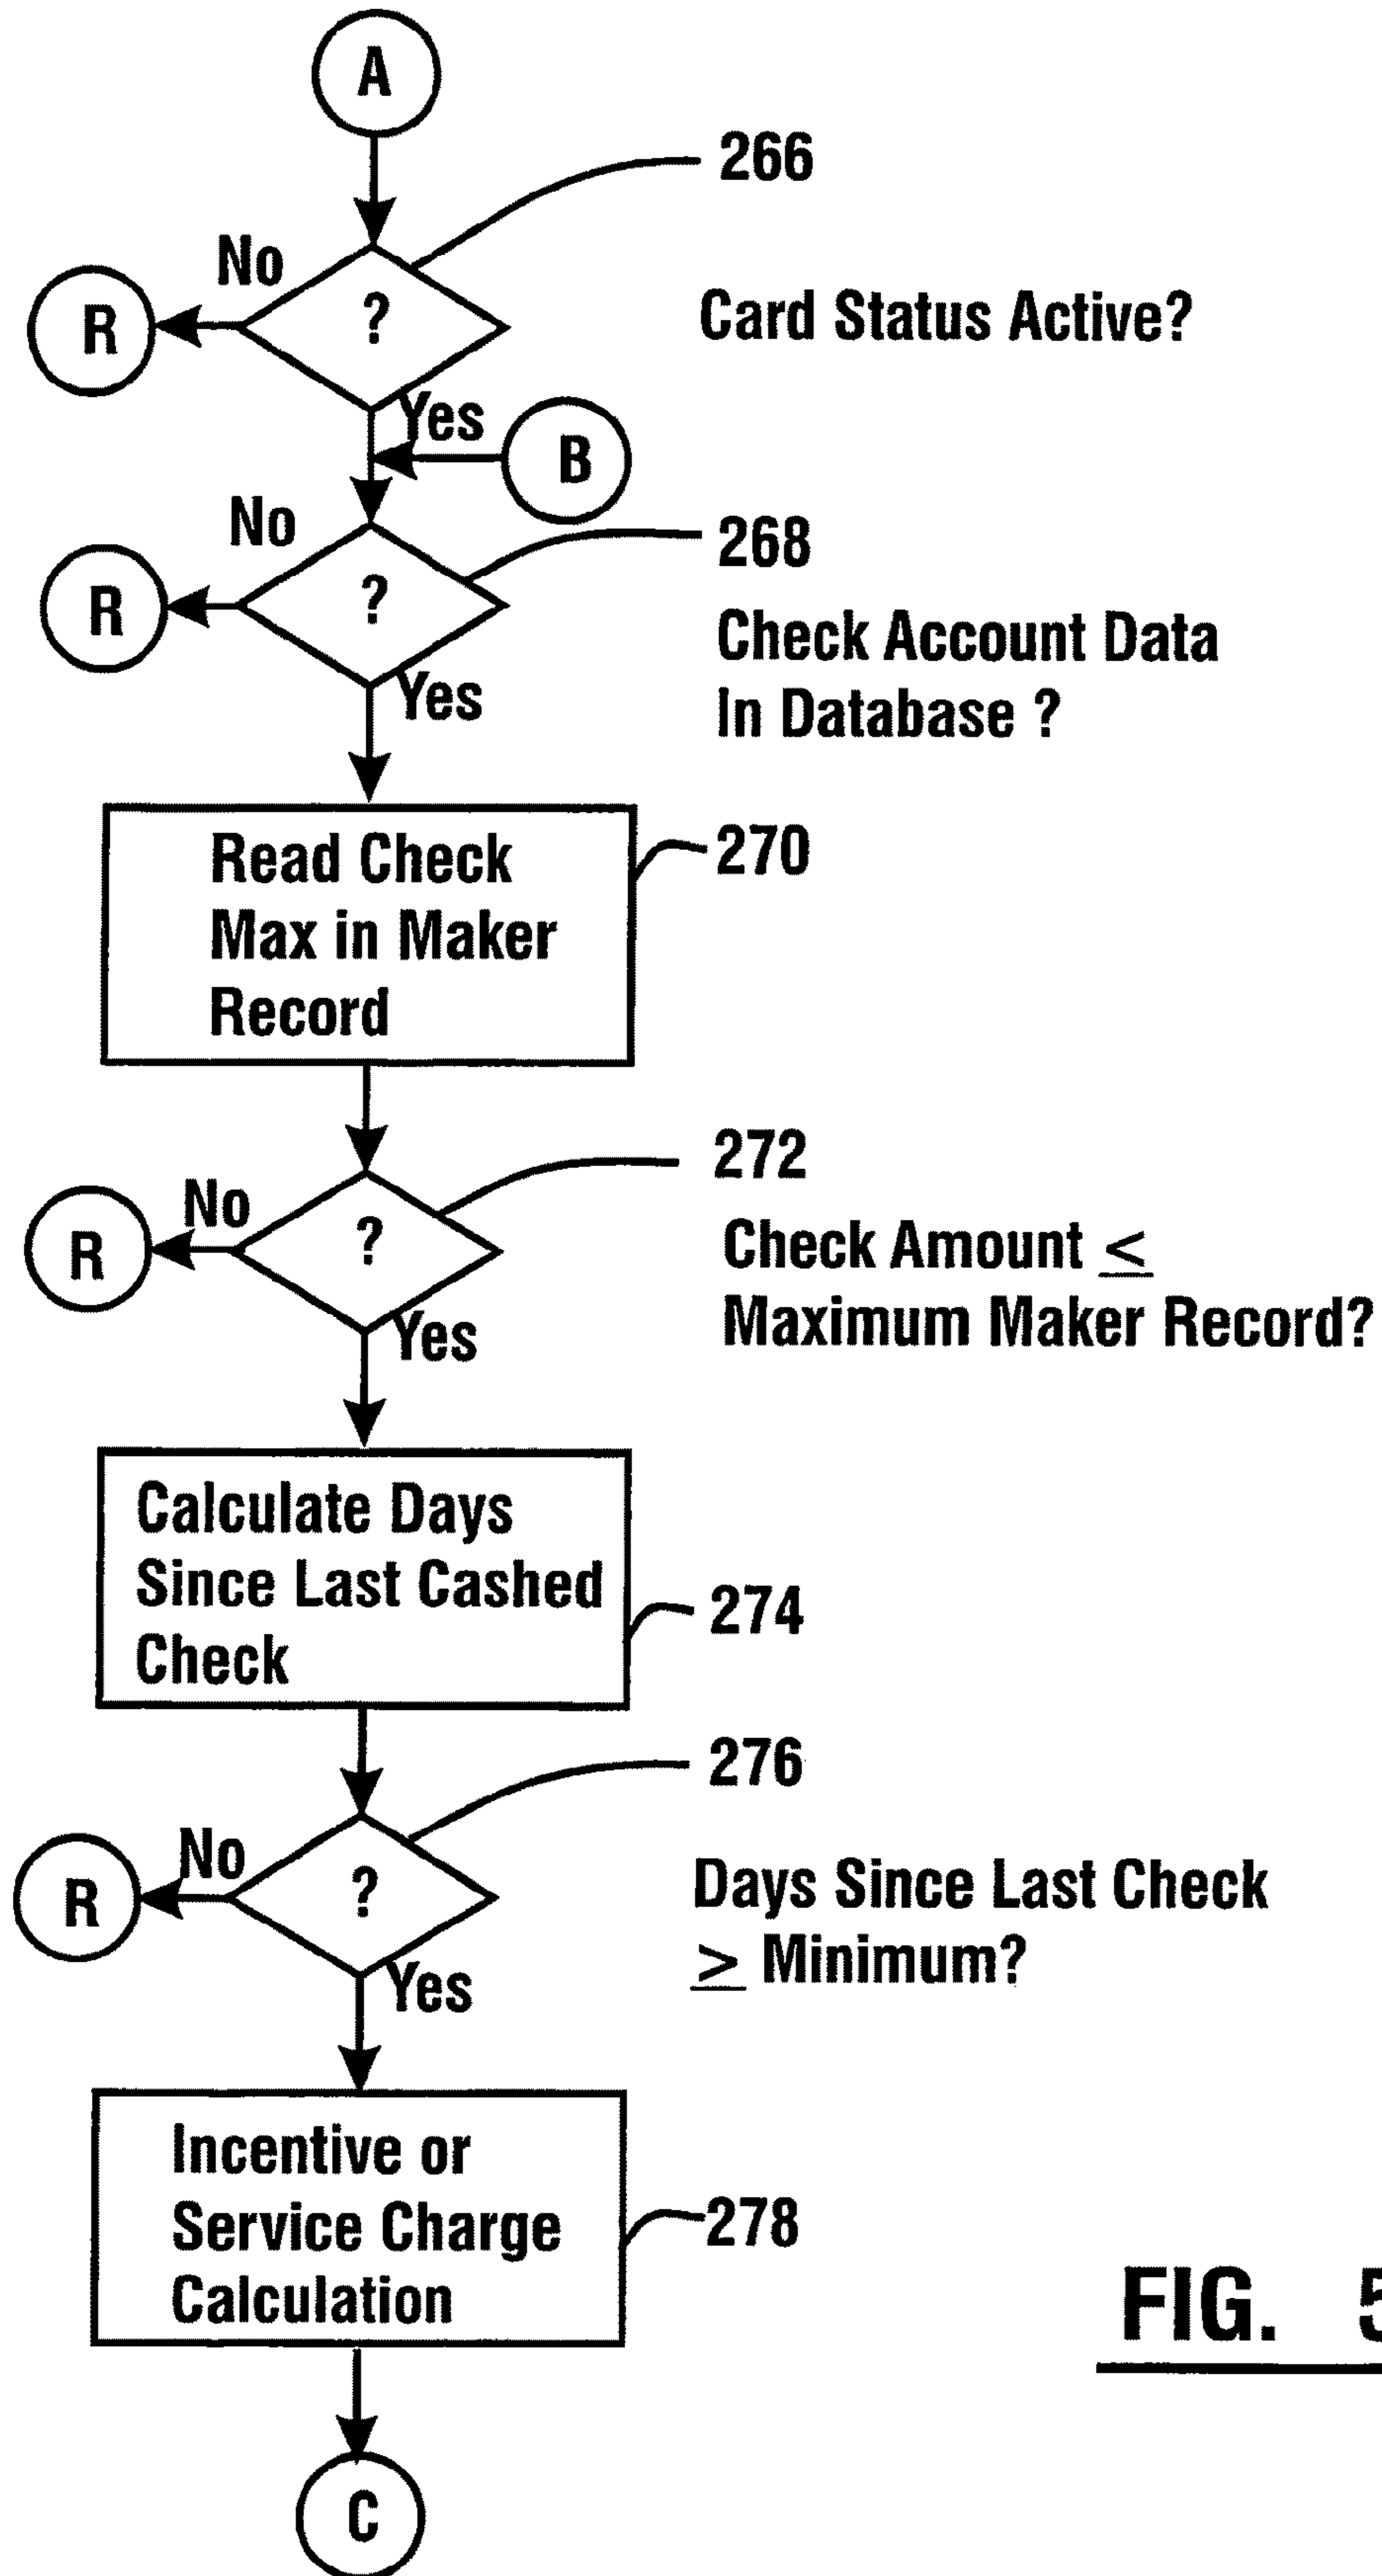 A
266
No
?
R
Card Status Active?
Yes
B
No
268
?
R
Check Account Data
In Database ?
Yes
Read Check
Max in Maker
Record
270
272
No
?
R
Check Amount ≤
Maximum Maker Record?
Yes
Calculate Days
Since Last Cashed
Check
274
276
No
?
R
Days Since Last Check
≥ Minimum?
Yes
Incentive or
Service Charge
Calculation
278
FIG. 5
C